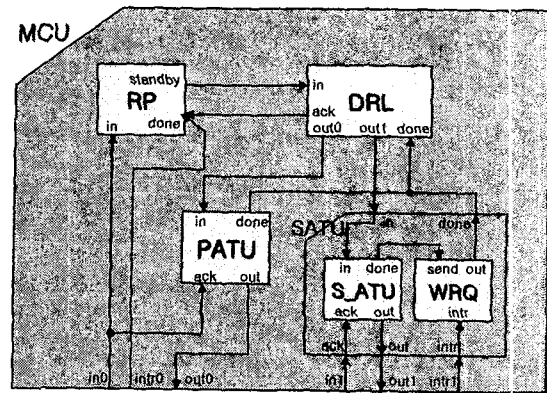 MCU
standby
RP
in done
in
ack
DRL
out0 out1 done
in done
PATU
ack out
SATU
in
done
in done
S_ATU
ack out
send out
WRQ
intr
ack
out
intr
in0
intr0
out0
in1
out1
intr1